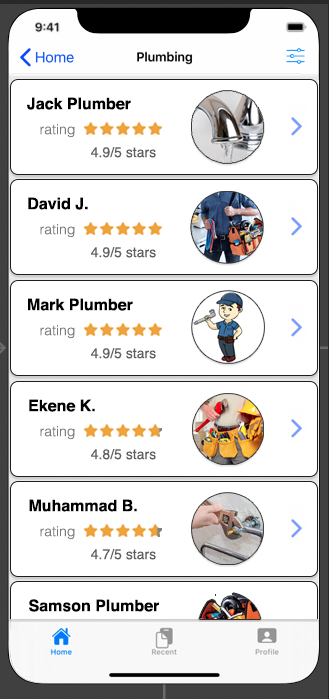 9:41
Home
Plumbing
Jack Plumber
rating
4.9/5 stars
David J.
rating
4.9/5 stars
Mark Plumber
rating
4.9/5 stars
Ekene K.
rating
4.8/5 stars
Muhammad B.
rating
4.7/5 stars
Samson Plumber
Home
Recent
Profile